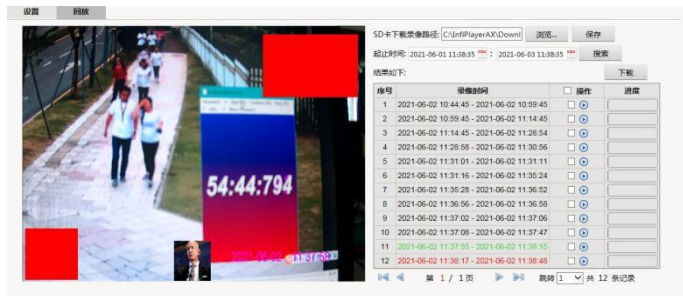 设置 回放
SD卡下载录像路径: C:\InfiPlayerAX\Downl 浏览... 保存
起止时间: 2021-06-01 11:38:35 : 2021-06-03 11:38:35 搜索
结果如下: 下载
序号 录像时间 操作 进度
1 2021-06-02 10:44:45 - 2021-06-02 10:59:45
2 2021-06-02 10:59:45 - 2021-06-02 11:14:45
3 2021-06-02 11:14:45 - 2021-06-02 11:28:54
4 2021-06-02 11:28:58 - 2021-06-02 11:30:56
5 2021-06-02 11:31:01 - 2021-06-02 11:31:11
6 2021-06-02 11:31:16 - 2021-06-02 11:35:24
7 2021-06-02 11:35:28 - 2021-06-02 11:36:52
8 2021-06-02 11:36:56 - 2021-06-02 11:36:58
9 2021-06-02 11:37:02 - 2021-06-02 11:37:06
10 2021-06-02 11:37:08 - 2021-06-02 11:37:47
11 2021-06-02 11:37:55 - 2021-06-02 11:38:15
12 2021-06-02 11:38:17 - 2021-06-02 11:38:48
第 1 / 1页 跳转 1 共 12 条记录
54:44:794